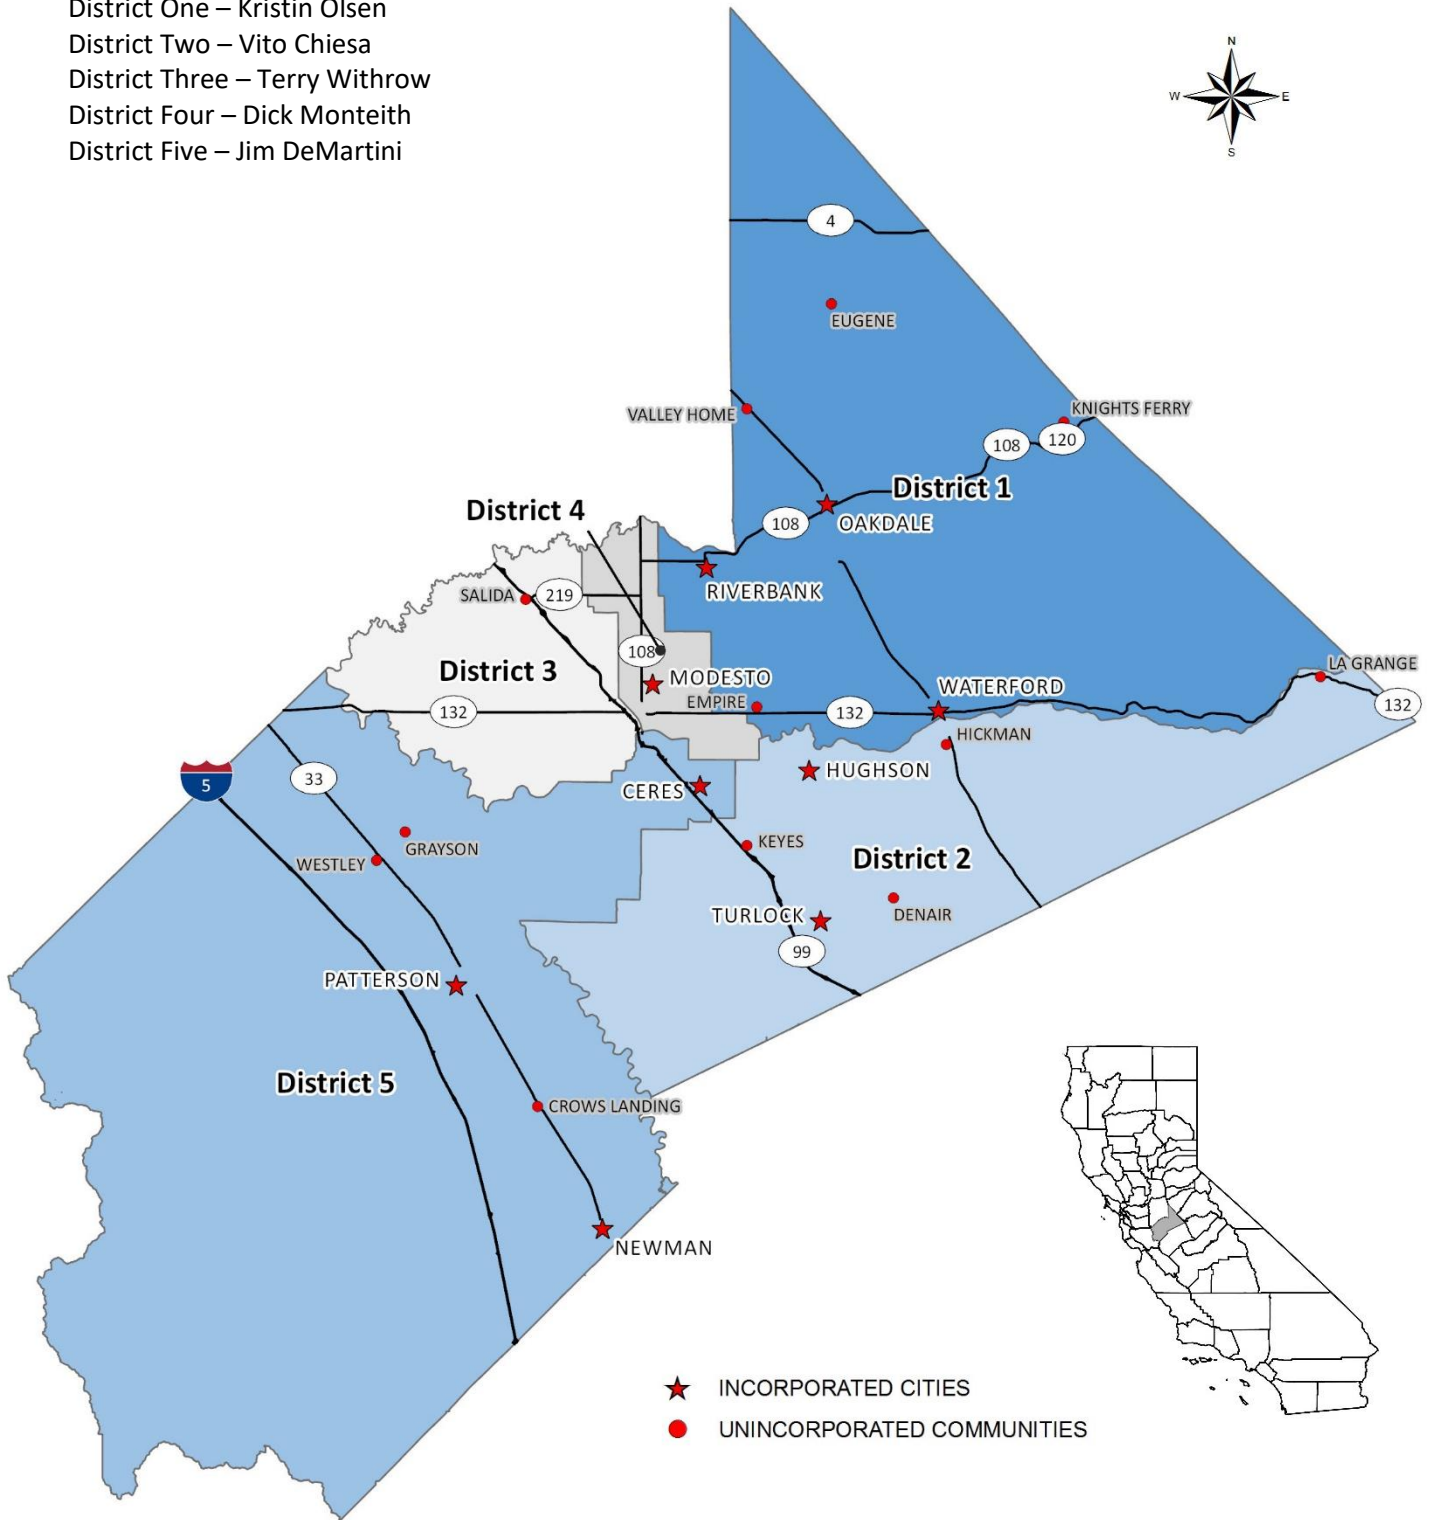 District One – Kristin Olsen
District Two – Vito Chiesa
District Three – Terry Withrow
District Four – Dick Monteith
District Five – Jim DeMartini
N
W
E
S
4
EUGENE
VALLEY HOME
KNIGHTS FERRY
108
120
District 1
District 4
108
OAKDALE
SALIDA
219
RIVERBANK
108
District 3
MODESTO
LA GRANGE
EMPIRE
WATERFORD
132
132
132
HICKMAN
5
33
CERES
HUGHSON
GRAYSON
WESTLEY
KEYES
District 2
TURLOCK
DENAIR
99
PATTERSON
District 5
CROWS LANDING
NEWMAN
INCORPORATED CITIES
UNINCORPORATED COMMUNITIES